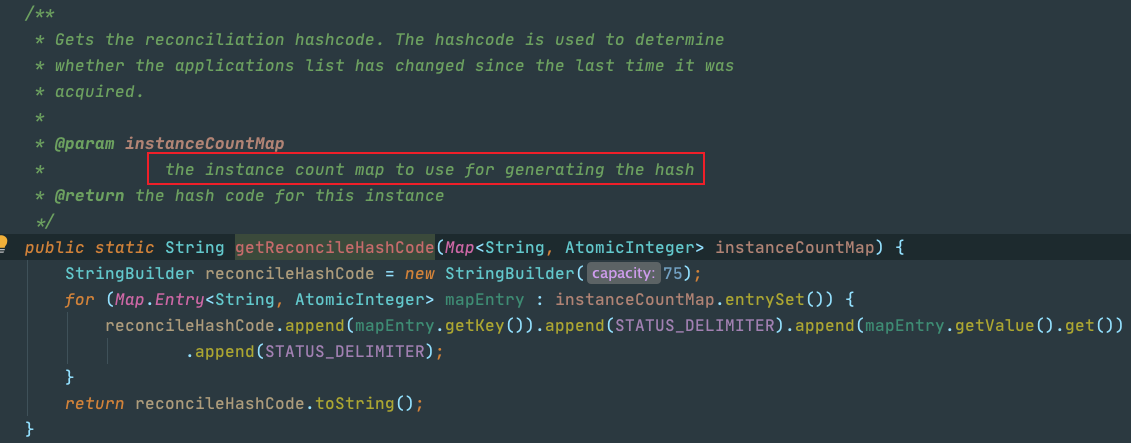 /**
* Gets the reconciliation hashcode. The hashcode is used to determine
* whether the applications list has changed since the last time it was
* acquired.
*
* @param instanceCountMap
* the instance count map to use for generating the hash
* @return the hash code for this instance
*/
public static String getReconcileHashCode(Map<String, AtomicInteger> instanceCountMap) {
StringBuilder reconcileHashCode = new StringBuilder( capacity: 75);
for (Map.Entry<String, AtomicInteger> mapEntry : instanceCountMap.entrySet()) {
reconcileHashCode.append(mapEntry.getKey()).append(STATUS_DELIMITER).append(mapEntry.getValue().get())
.append(STATUS_DELIMITER);
}
return reconcileHashCode.toString();
}